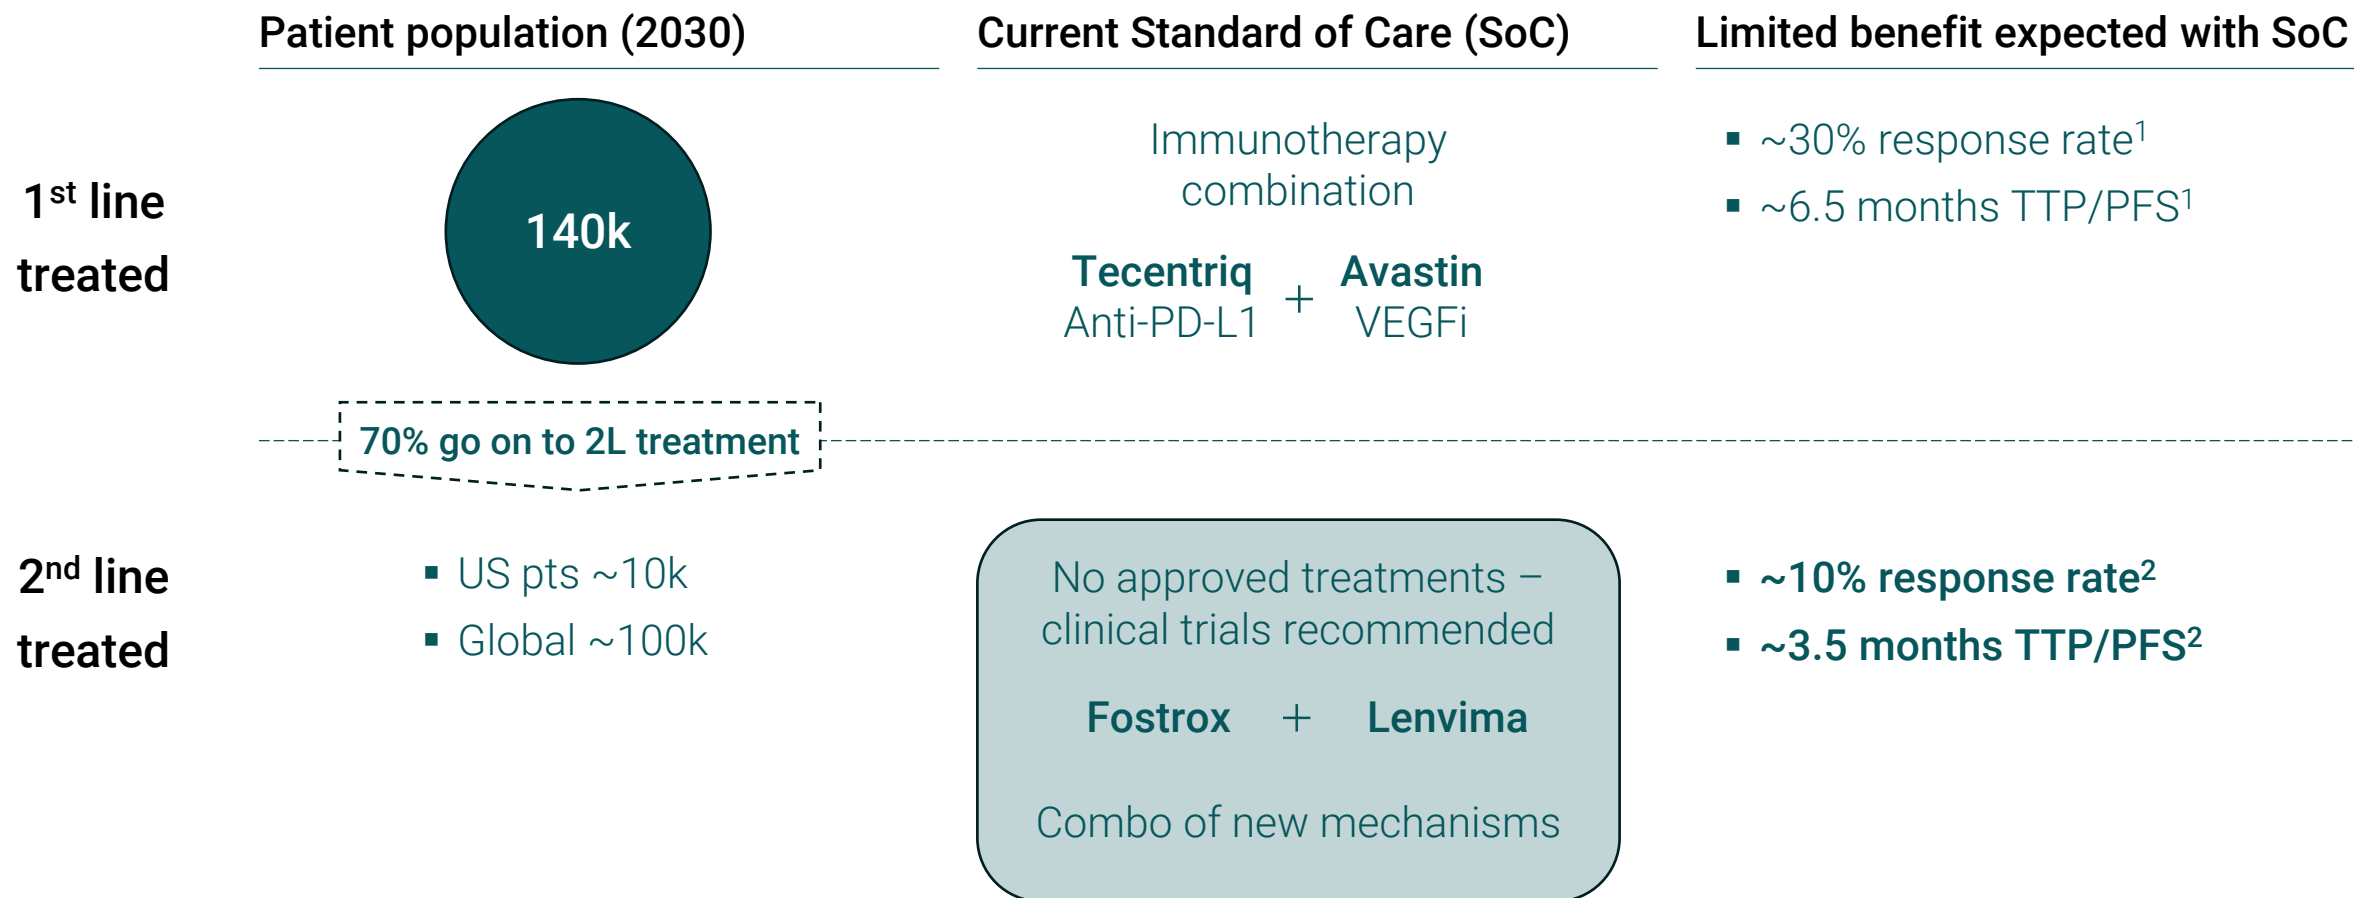 Patient population (2030)
Current Standard of Care (SoC)
Limited benefit expected with SoC
1st line
treated
140k
Immunotherapy
combination
Tecentriq + Avastin
Anti-PD-L1 VEGFi
▪ ~30% response rate1
▪ ~6.5 months TTP/PFS1
70% go on to 2L treatment
2nd line
treated
▪ US pts ~10k
▪ Global ~100k
No approved treatments –
clinical trials recommended
Fostrox + Lenvima
Combo of new mechanisms
▪ ~10% response rate2
▪ ~3.5 months TTP/PFS2